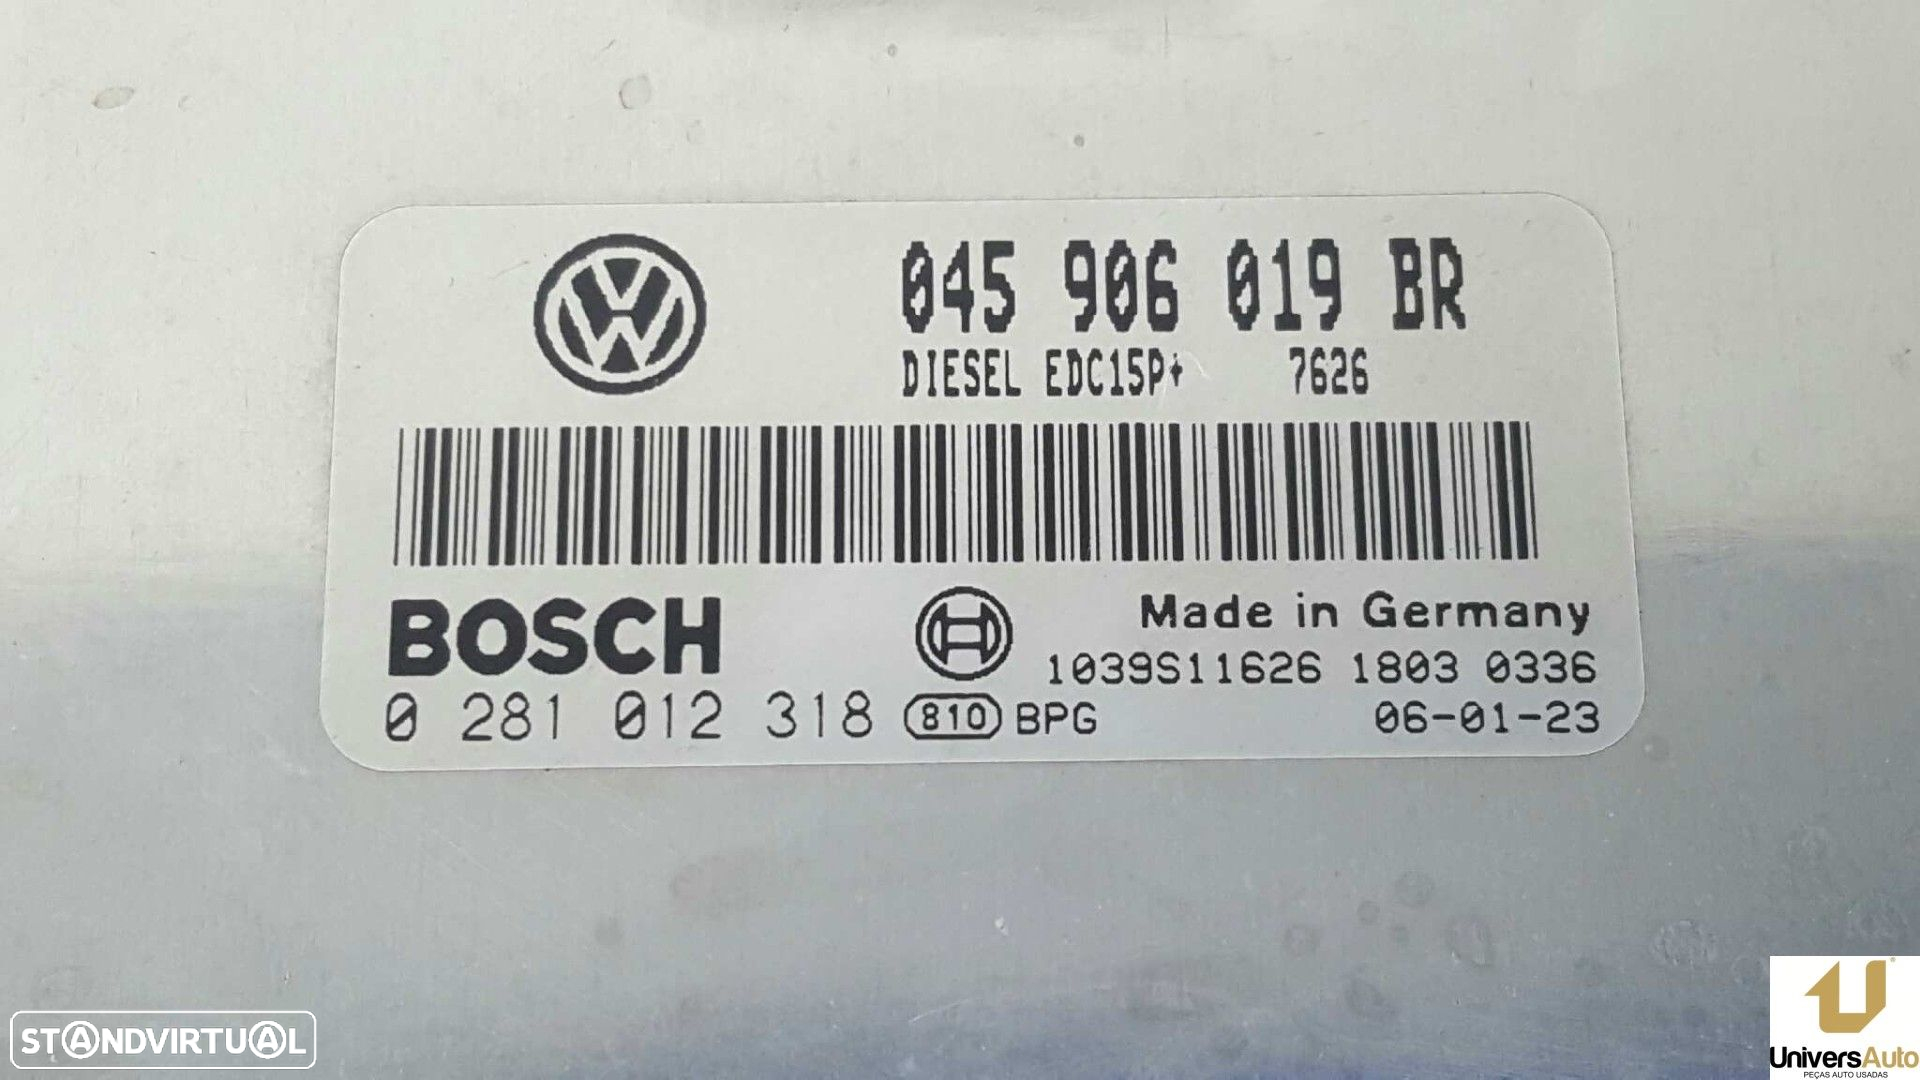 045 906 019 BR
DIESEL EDC15P+ 7626
BOSCH
Made in Germany
1039S11626 1803 0336
0 281 012 318 810 BPG 06-01-23
STANDVIRTUAL
UniversAuto
PEÇAS AUTO USADAS